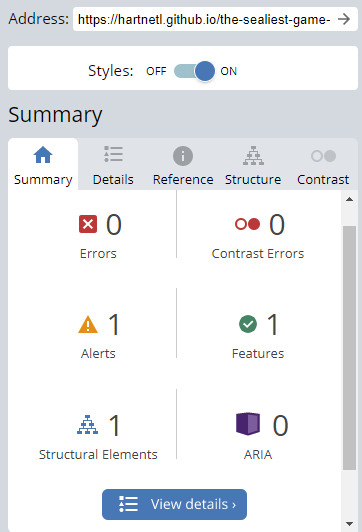 Address: https://hartnetl.github.io/the-sealiest-game-
Styles: OFF ON
Summary
Summary Details Reference Structure Contrast
0 0
Errors Contrast Errors
1 1
Alerts Features
1 0
Structural Elements ARIA
View details ›